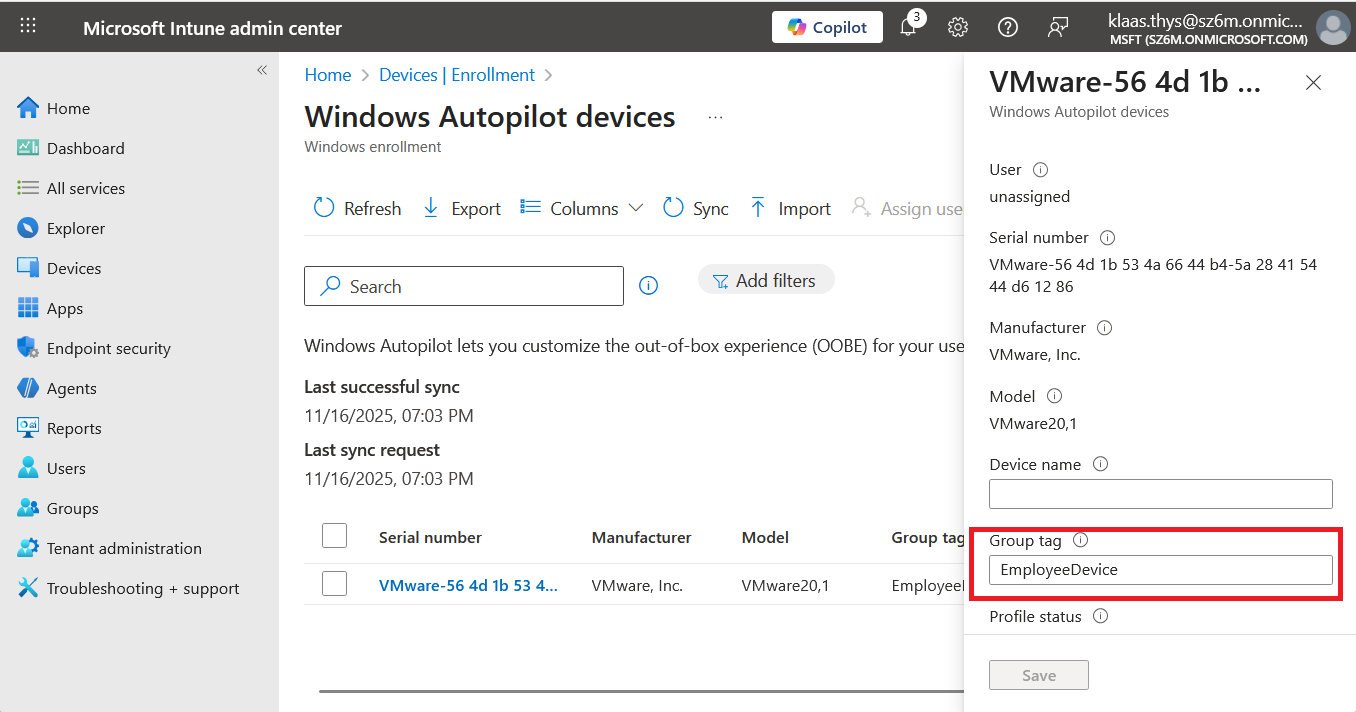 Microsoft Intune admin center
Copilot
3
klaas.thys@sz6m.onmic...
MSFT (SZ6M.ONMICROSOFT.COM)
Home
Dashboard
All services
Explorer
Devices
Apps
Endpoint security
Agents
Reports
Users
Groups
Tenant administration
Troubleshooting + support
Home > Devices | Enrollment >
Windows Autopilot devices ...
Windows enrollment
Refresh Export Columns Sync Import Assign use
Search
Add filters
Windows Autopilot lets you customize the out-of-box experience (OOBE) for your use
Last successful sync
11/16/2025, 07:03 PM
Last sync request
11/16/2025, 07:03 PM
Serial number Manufacturer Model Group tag
VMware-56 4d 1b 53 4... VMware, Inc. VMware20,1 Employee
VMware-56 4d 1b ...
Windows Autopilot devices
User
unassigned
Serial number
VMware-56 4d 1b 53 4a 66 44 b4-5a 28 41 54
44 d6 12 86
Manufacturer
VMware, Inc.
Model
VMware20,1
Device name
Group tag
EmployeeDevice
Profile status
Save